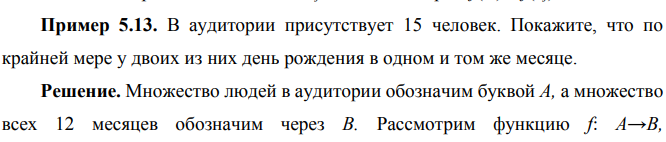 Пример 5.13. В аудитории присутствует 15 человек. Покажите, что по
крайней мере у двоих из них день рождения в одном и том же месяце.
Решение. Множество людей в аудитории обозначим буквой A, а множество
всех 12 месяцев обозначим через B. Рассмотрим функцию f: A→B,